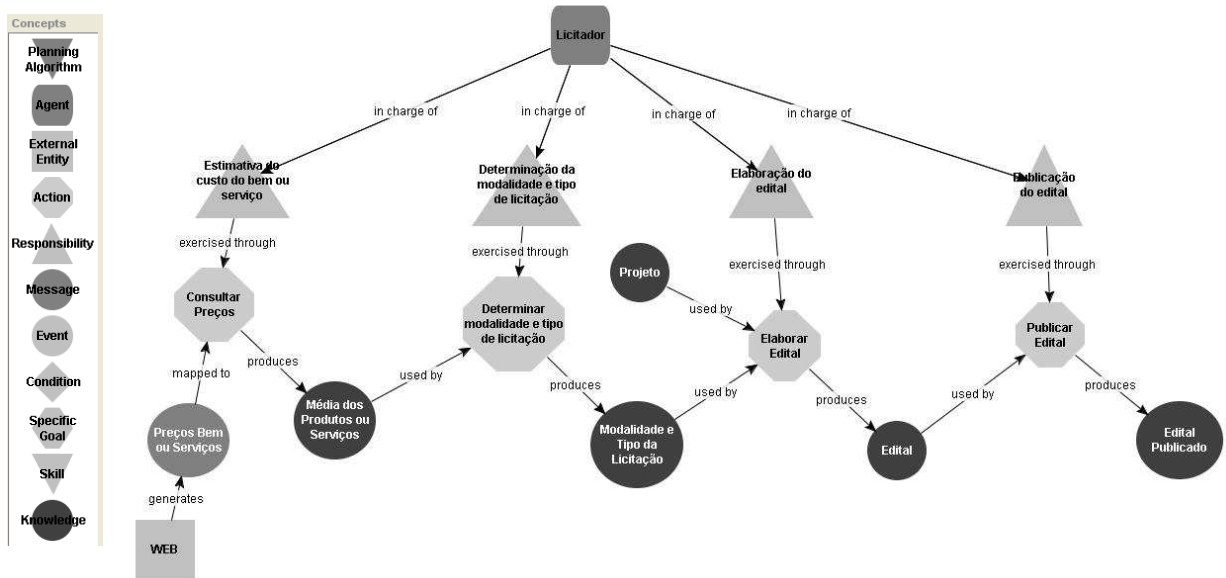 Concepts
Planning
Algorithm
Agent
External
Entity
Action
Responsibility
Message
Event
Condition
Specific
Goal
Skill
Knowledge
Licitador
in charge of
in charge of
in charge of
in charge of
Estimativa do
custo do bem ou
serviço
Determinação da
modalidade e tipo
de licitação
Elaboração do
edital
Publicação
do edital
exercised through
exercised through
exercised through
exercised through
Consultar
Preços
Determinar
modalidade e tipo
de licitação
Projeto
used by
Elaborar
Edital
Publicar
Edital
mapped to
produces
used by
produces
used by
produces
used by
produces
Preços Bem
ou Serviços
Média dos
Produtos ou
Serviços
Modalidade e
Tipo da
Licitação
Edital
Edital
Publicado
generates
WEB